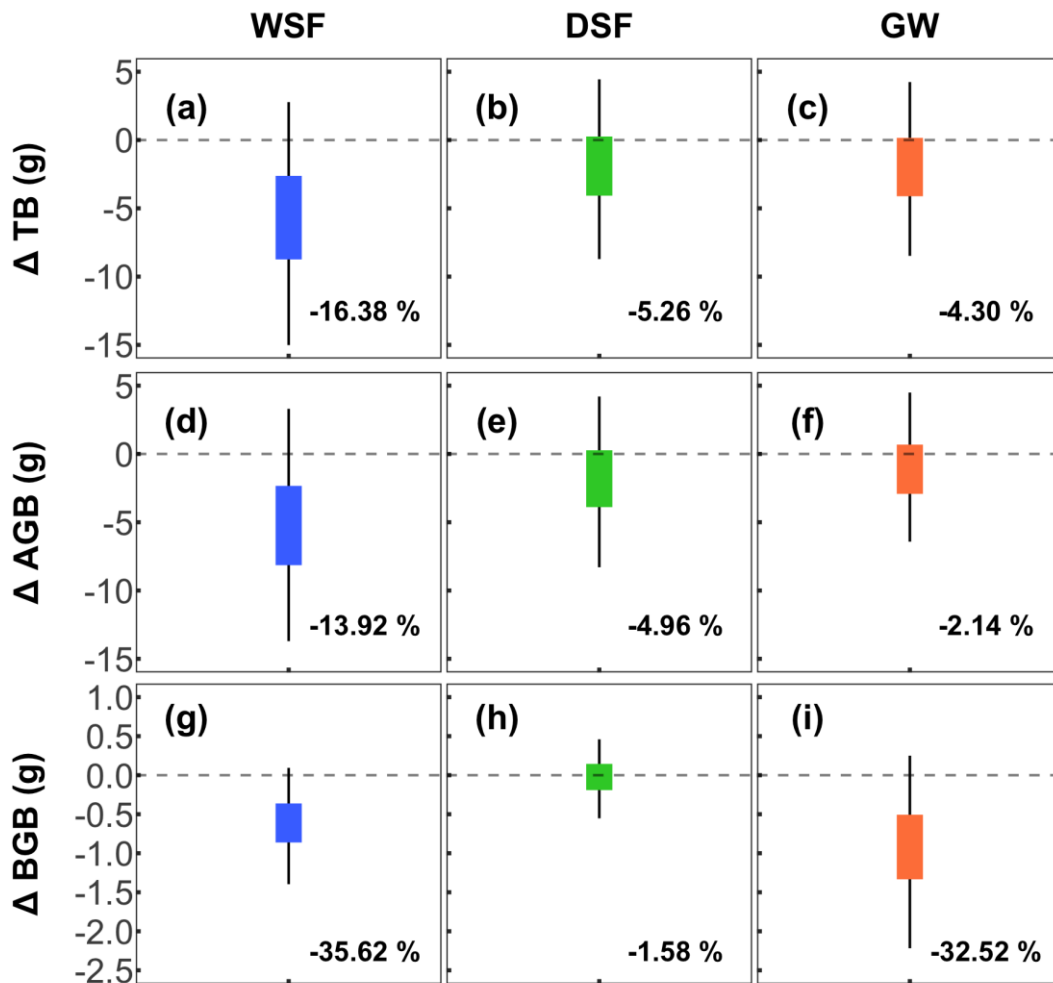 WSF DSF GW
Δ TB (g)
5
0
-5
-10
-15
(a) (b) (c)
-16.38 % -5.26 % -4.30 %
Δ AGB (g)
5
0
-5
-10
-15
(d) (e) (f)
-13.92 % -4.96 % -2.14 %
Δ BGB (g)
1.0
0.5
0.0
-0.5
-1.0
-1.5
-2.0
-2.5
(g) (h) (i)
-35.62 % -1.58 % -32.52 %